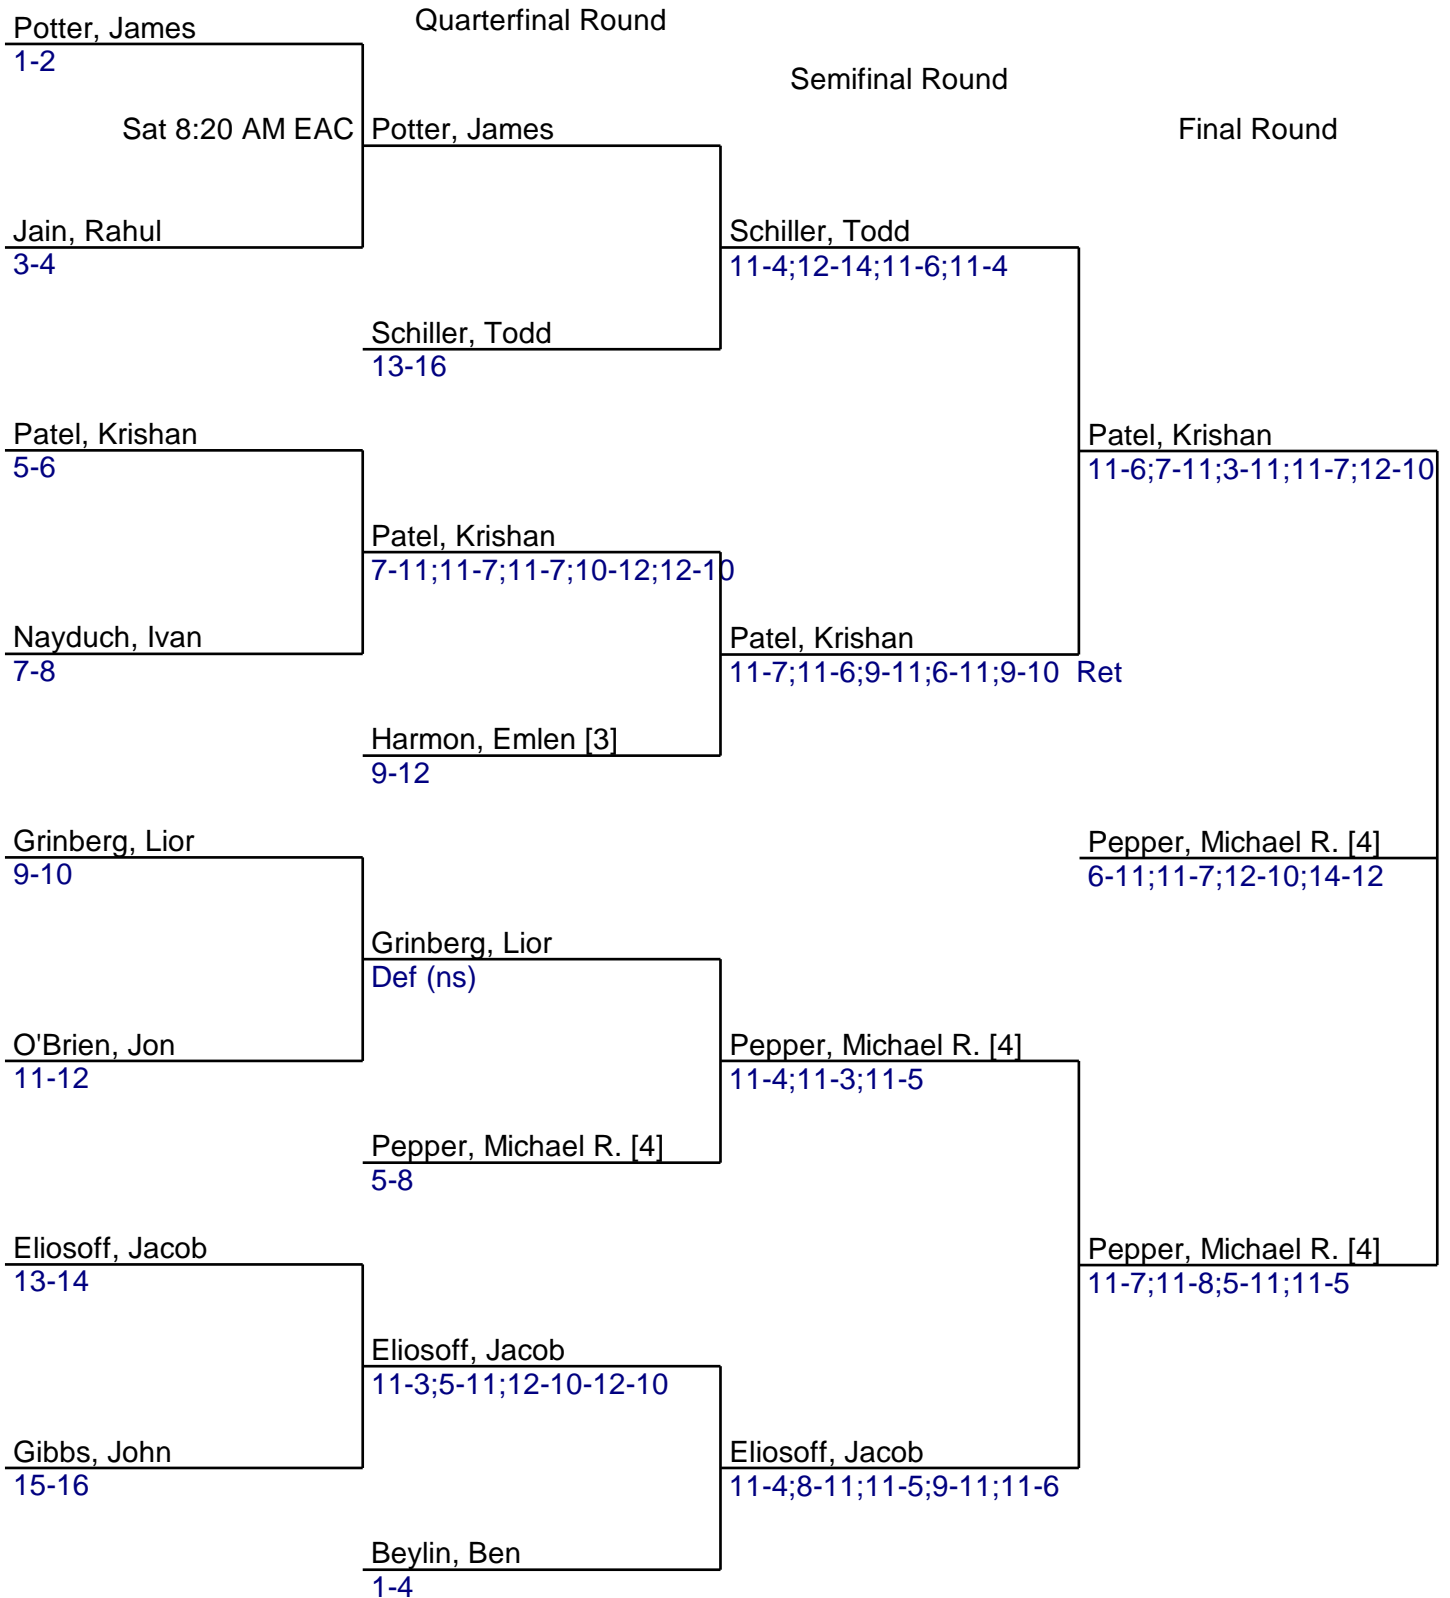 Potter, James
Quarterfinal Round
1-2
Semifinal Round
Sat 8:20 AM EAC
Potter, James
Final Round
Jain, Rahul
3-4
Schiller, Todd
11-4;12-14;11-6;11-4
Schiller, Todd
13-16
Patel, Krishan
5-6
Patel, Krishan
11-6;7-11;3-11;11-7;12-10
Patel, Krishan
7-11;11-7;11-7;10-12;12-10
Nayduch, Ivan
7-8
Patel, Krishan
11-7;11-6;9-11;6-11;9-10 Ret
Harmon, Emlen [3]
9-12
Grinberg, Lior
9-10
Pepper, Michael R. [4]
6-11;11-7;12-10;14-12
Grinberg, Lior
Def (ns)
O'Brien, Jon
11-12
Pepper, Michael R. [4]
11-4;11-3;11-5
Pepper, Michael R. [4]
5-8
Eliosoff, Jacob
13-14
Pepper, Michael R. [4]
11-7;11-8;5-11;11-5
Eliosoff, Jacob
11-3;5-11;12-10-12-10
Gibbs, John
15-16
Eliosoff, Jacob
11-4;8-11;11-5;9-11;11-6
Beylin, Ben
1-4